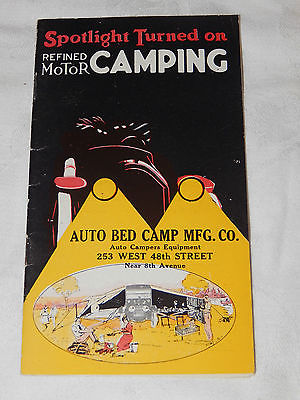 Spotlight Turned on
REFINED
MOTOR CAMPING
AUTO BED CAMP MFG. CO.
Auto Campers Equipment
253 WEST 48th STREET
Near 8th Avenue